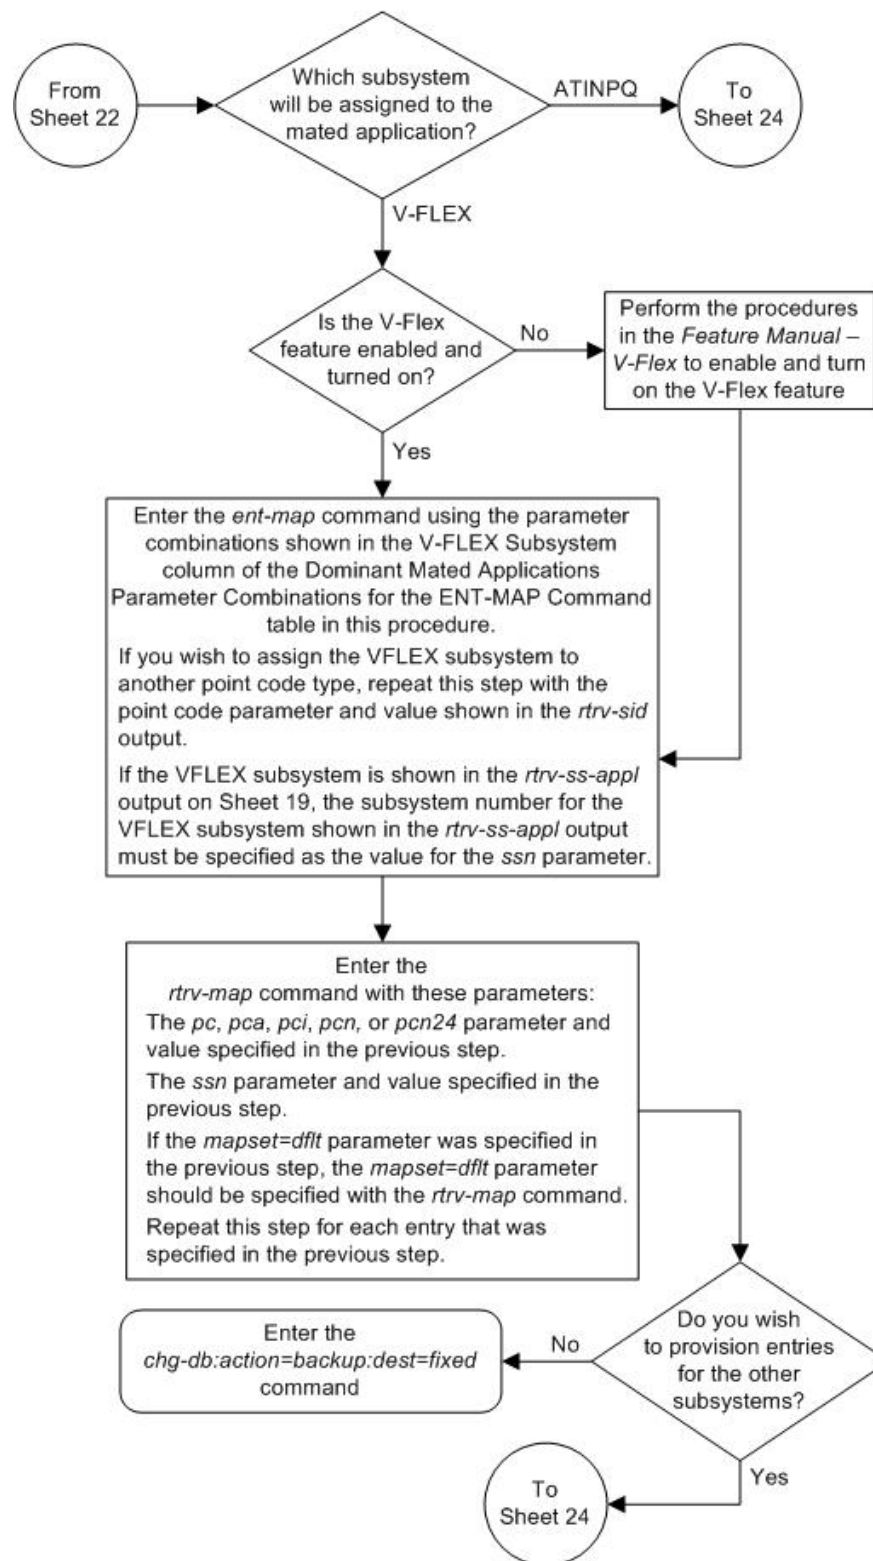 From
Sheet 22
Which subsystem
will be assigned to the
mated application?
ATINPQ
To
Sheet 24
V-FLEX
Is the V-Flex
feature enabled and
turned on?
No
Perform the procedures
in the Feature Manual –
V-Flex to enable and turn
on the V-Flex feature
Yes
Enter the ent-map command using the parameter
combinations shown in the V-FLEX Subsystem
column of the Dominant Mated Applications
Parameter Combinations for the ENT-MAP Command
table in this procedure.
If you wish to assign the VFLEX subsystem to
another point code type, repeat this step with the
point code parameter and value shown in the rtrv-sid
output.
If the VFLEX subsystem is shown in the rtrv-ss-appl
output on Sheet 19, the subsystem number for the
VFLEX subsystem shown in the rtrv-ss-appl output
must be specified as the value for the ssn parameter.
Enter the
rtrv-map command with these parameters:
The pc, pca, pci, pcn, or pcn24 parameter and
value specified in the previous step.
The ssn parameter and value specified in the
previous step.
If the mapset=dflt parameter was specified in
the previous step, the mapset=dflt parameter
should be specified with the rtrv-map command.
Repeat this step for each entry that was
specified in the previous step.
Do you wish
to provision entries
for the other
subsystems?
No
Enter the
chg-db:action=backup:dest=fixed
command
Yes
To
Sheet 24